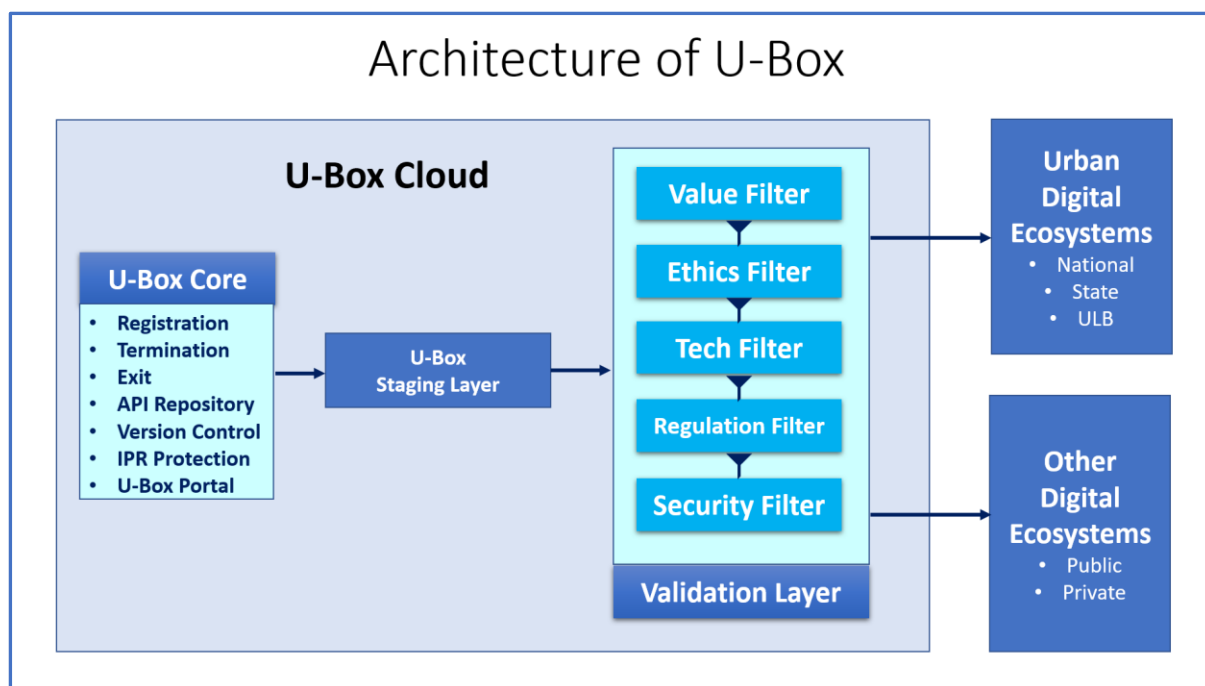 Architecture of U-Box
U-Box Cloud
U-Box Core
• Registration
• Termination
• Exit
• API Repository
• Version Control
• IPR Protection
• U-Box Portal
U-Box
Staging Layer
Value Filter
Ethics Filter
Tech Filter
Regulation Filter
Security Filter
Validation Layer
Urban
Digital
Ecosystems
• National
• State
• ULB
Other
Digital
Ecosystems
• Public
• Private